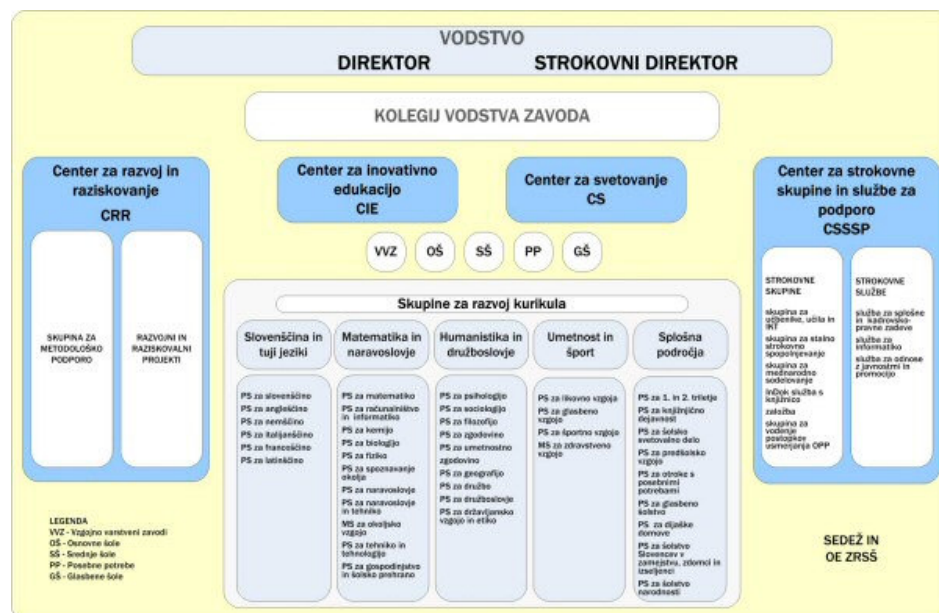 VODSTVO
DIREKTOR STROKOVNI DIREKTOR
KOLEGIJ VODSTVA ZAVODA
Center za razvoj in
raziskovanje
CRR
SKUPINA ZA
METODOLOŠKO
PODPORO
RAZVOJNI IN
RAZISKOVALNI
PROJEKTI
Center za inovativno
edukacijo
CIE
Center za svetovanje
CS
VVZ
OŠ
SŠ
PP
GŠ
Center za strokovne
skupine in službe za
podporo
CSSSP
STROKOVNE
SKUPINE
skupina za
učbenike, učila in
IKT
skupina za stalno
strokovno
spopolnjevanje
skupina za
mednarodno
sodelovanje
InDok služba s
knjižnico
založba
skupina za
vodenje
postopkov
usmerjanja OPP
STROKOVNE
SLUŽBE
služba za splošne
in kadrovsko-
pravne zadeve
služba za
informatiko
služba za odnose
z javnostmi in
promocijo
Skupine za razvoj kurikula
Slovenščina in
tuji jeziki
PS za slovenščino
PS za angleščino
PS za nemščino
PS za italijanščino
PS za francoščino
PS za latinščino
Matematika in
naravoslovje
PS za matematiko
PS za računalništvo
in informatiko
PS za kemijo
PS za biologijo
PS za fiziko
PS za spoznavanje
okolja
PS za naravoslovje
PS za naravoslovje
in tehniko
MS za okoljsko
vzgojo
PS za tehniko in
tehnologijo
PS za gospodinjstvo
in šolsko prehrano
Humanistika in
družboslovje
PS za psihologijo
PS za sociologijo
PS za filozofijo
PS za zgodovino
PS za umetnostno
zgodovino
PS za geografijo
PS za družbo
PS za družboslovje
PS za državljansko
vzgojo in etiko
Umetnost in
šport
PS za likovno vzgojo
PS za glasbeno
vzgojo
PS za športno vzgojo
MS za zdravstveno
vzgojo
Splošna
področja
PS za 1. in 2. triletje
PS za knjižnično
dejavnost
PS za šolsko
svetovalno delo
PS za predšolsko
vzgojo
PS za otroke s
posebnimi
potrebami
PS za glasbeno
šolstvo
PS za dijaške
domove
PS za šolstvo
Slovencev v
zamejstvu, zdomci in
izseljenci
PS za šolstvo
narodnosti
LEGENDA
VVZ - Vzgojno varstveni zavodi
OŠ - Osnovne šole
SŠ - Srednje šole
PP - Posebne potrebe
GŠ - Glasbene šole
SEDEŽ IN
OE ZRSŠ